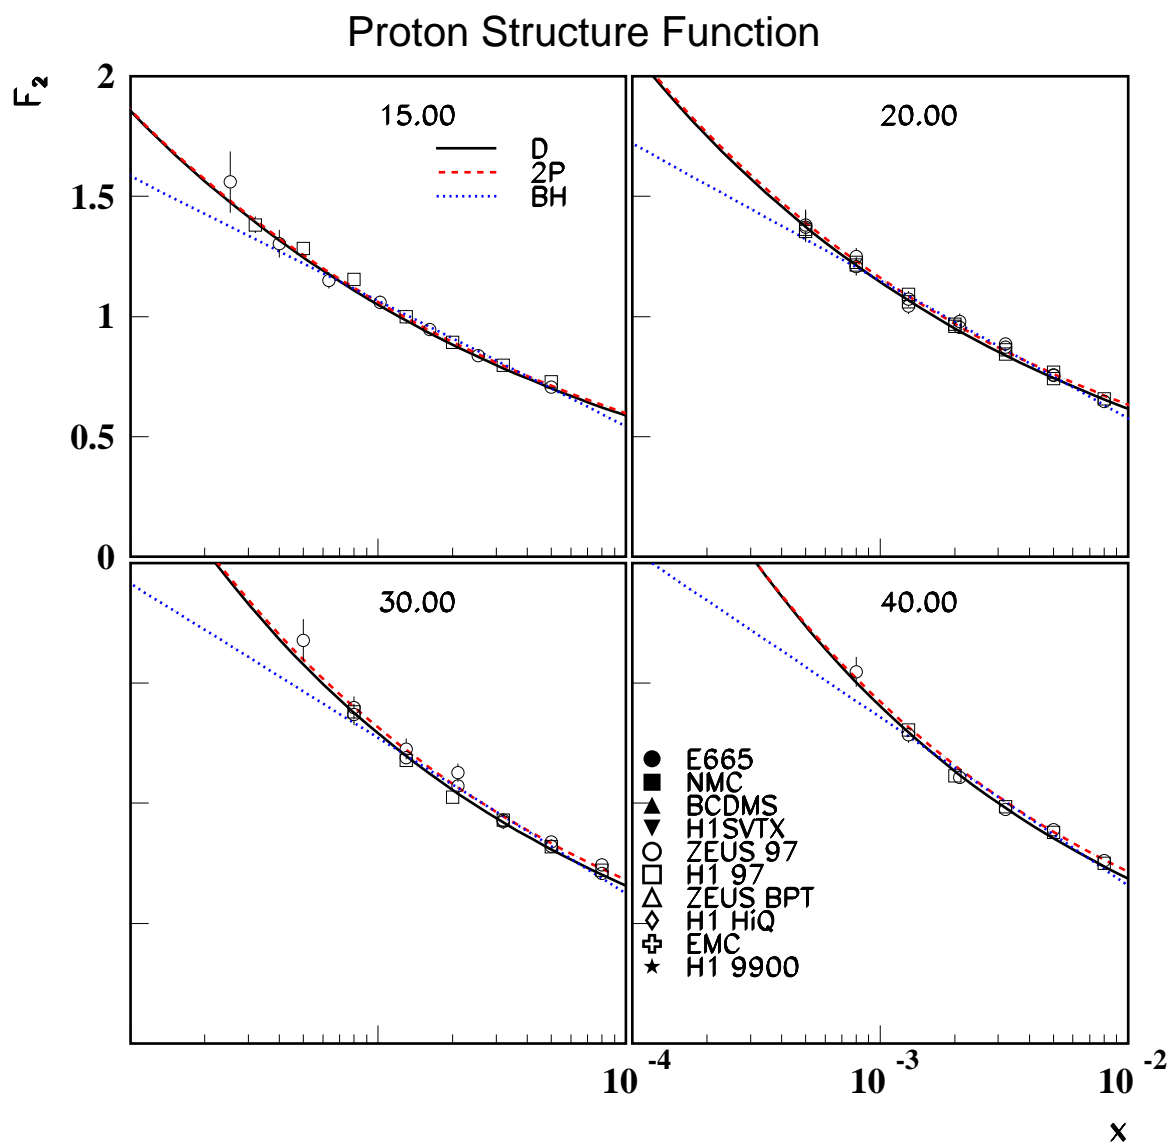 Proton Structure Function
F2
2
1.5
1
0.5
0
15.00
D
2P
BH
20.00
30.00
40.00
E665
NMC
BCDMS
H1SVTX
ZEUS 97
H1 97
ZEUS BPT
H1 HiQ
EMC
H1 9900
10 -4
10 -3
10 -2
x